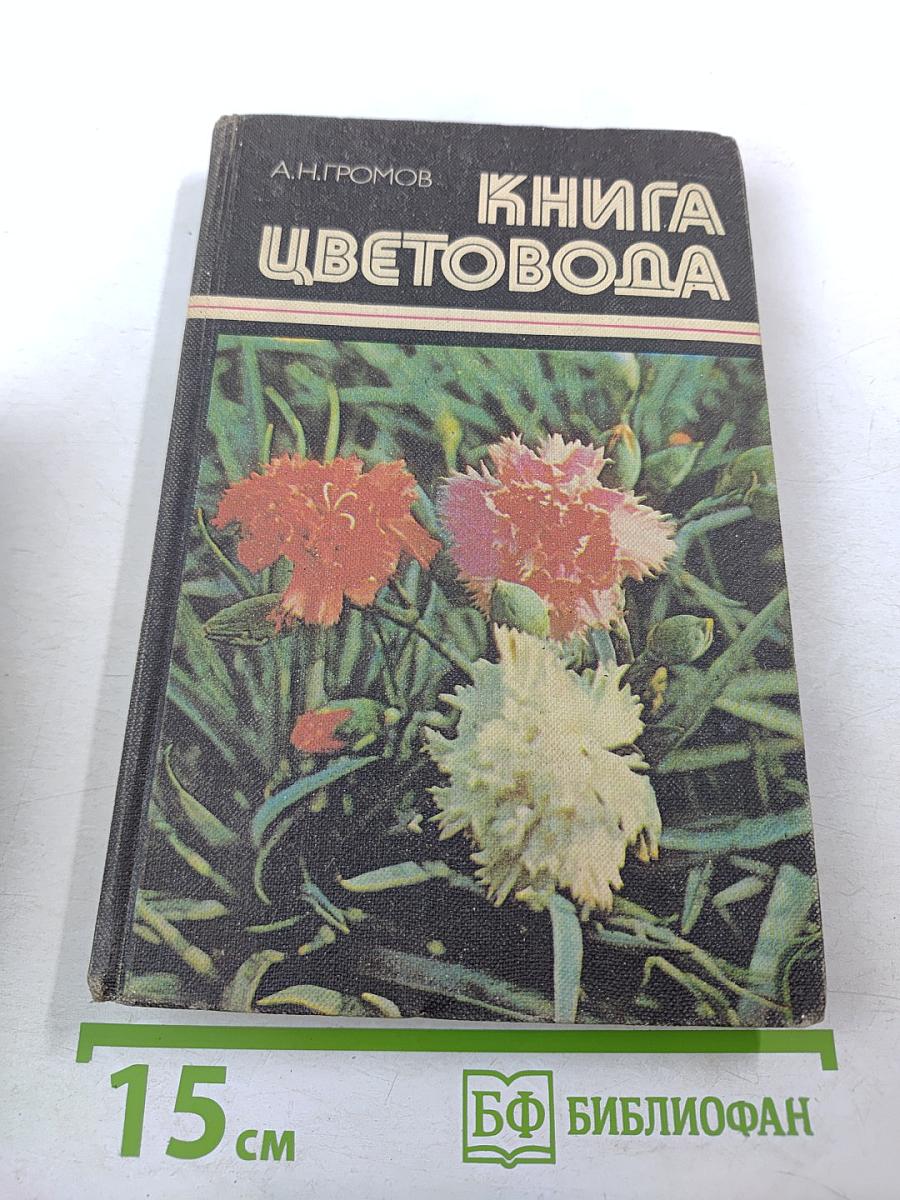 А.Н.ГРОМОВ
КНИГА
ЦВЕТОВОДА
15 см
БФ БИБЛИОФАН